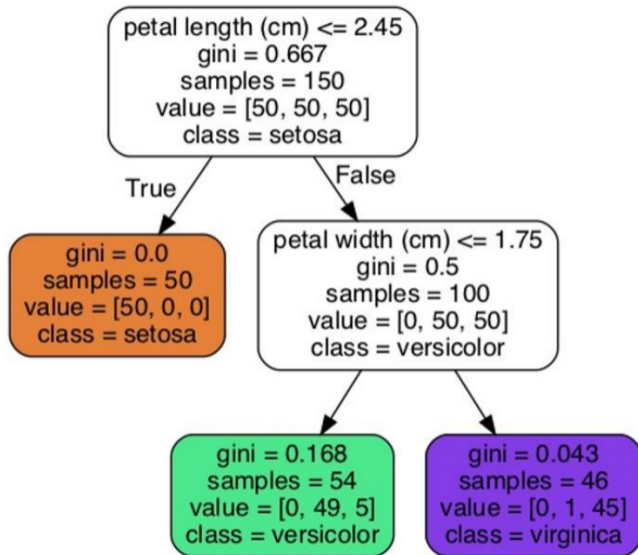 petal length (cm) <= 2.45
gini = 0.667
samples = 150
value = [50, 50, 50]
class = setosa
True
False
gini = 0.0
samples = 50
value = [50, 0, 0]
class = setosa
petal width (cm) <= 1.75
gini = 0.5
samples = 100
value = [0, 50, 50]
class = versicolor
gini = 0.168
samples = 54
value = [0, 49, 5]
class = versicolor
gini = 0.043
samples = 46
value = [0, 1, 45]
class = virginica